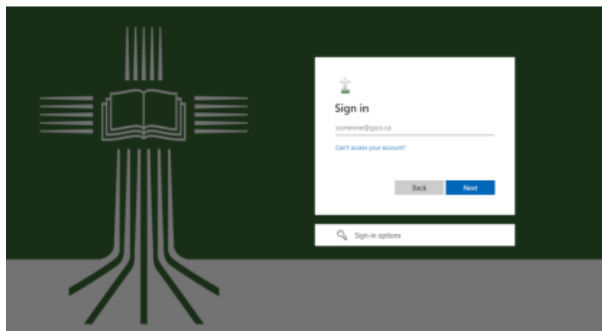 Sign in
someone@gscs.ca
Can't access your account?
Back
Next
Sign-in options